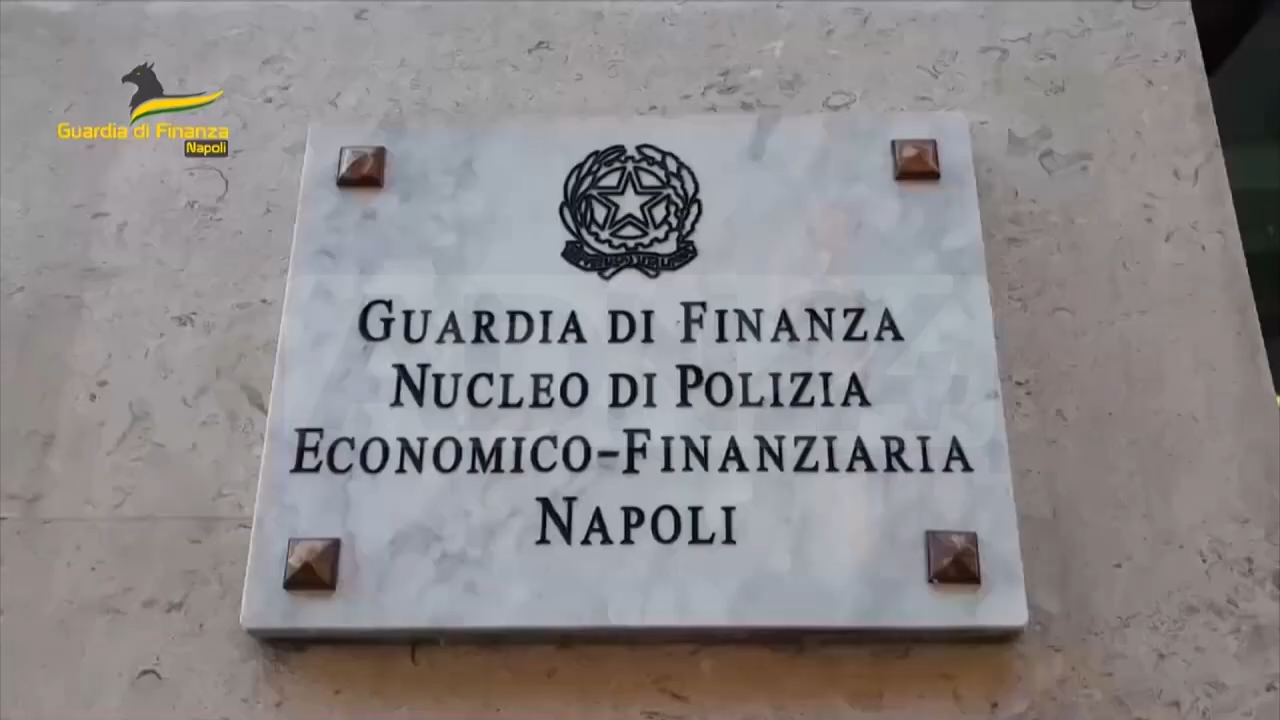 Guardia di Finanza
Napoli
GUARDIA DI FINANZA
NUCLEO DI POLIZIA
ECONOMICO-FINANZIARIA
NAPOLI